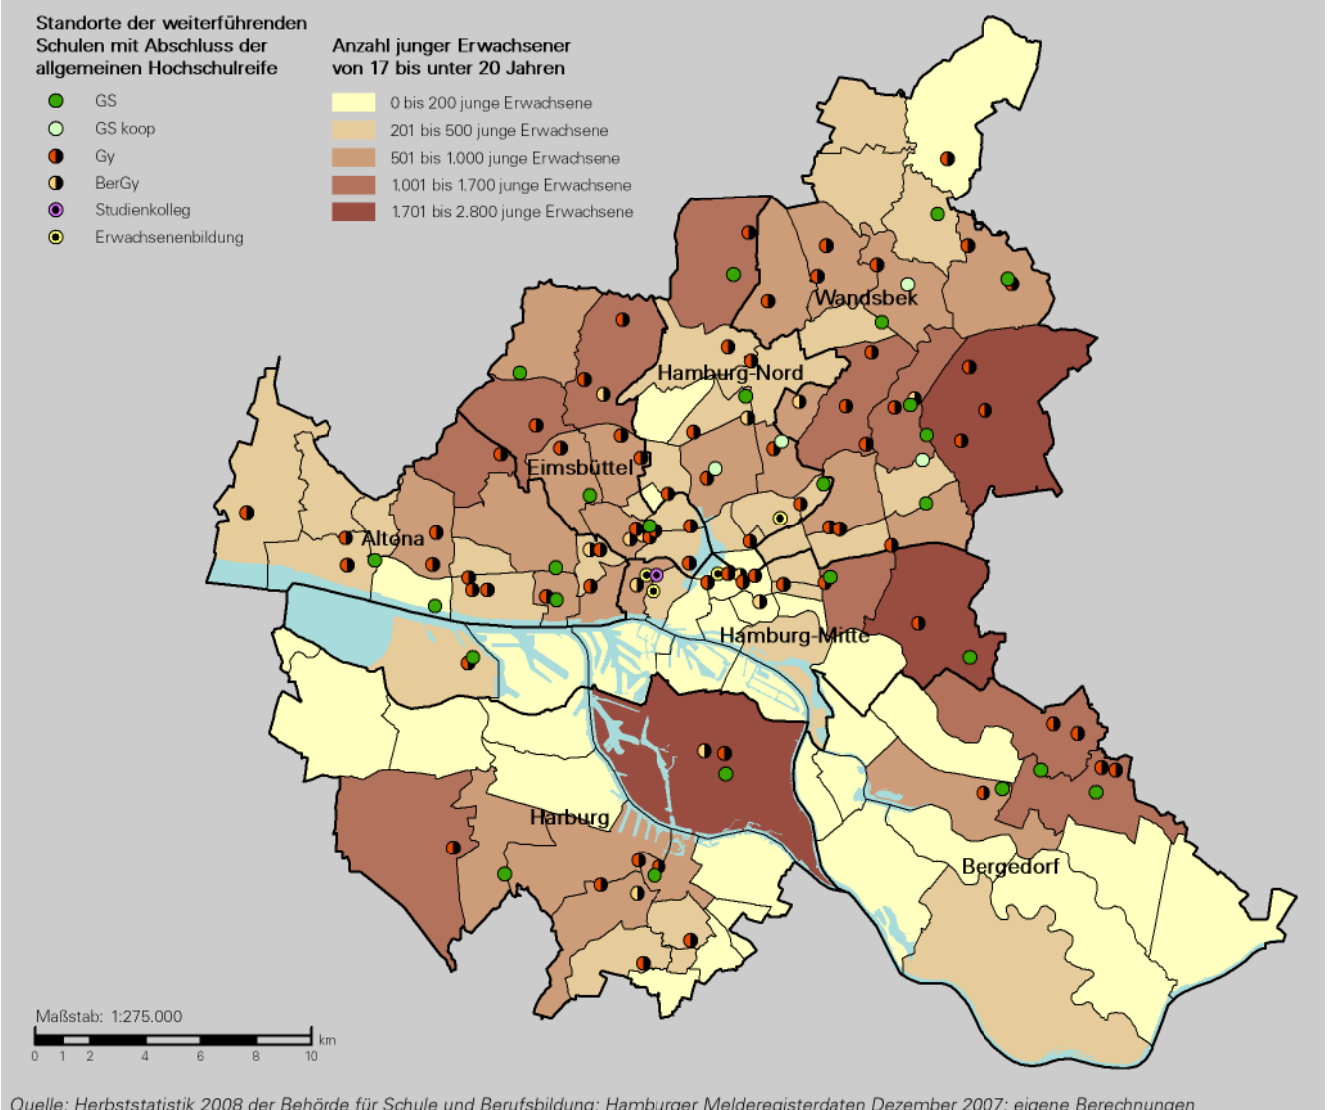 Standorte der weiterführenden
Schulen mit Abschluss der
allgemeinen Hochschulreife
GS
GS koop
Gy
BerGy
Studienkolleg
Erwachsenenbildung
Anzahl junger Erwachsener
von 17 bis unter 20 Jahren
0 bis 200 junge Erwachsene
201 bis 500 junge Erwachsene
501 bis 1.000 junge Erwachsene
1.001 bis 1.700 junge Erwachsene
1.701 bis 2.800 junge Erwachsene
Wandsbek
Hamburg-Nord
Eimsbüttel
Altona
Hamburg-Mitte
Harburg
Bergedorf
Maßstab: 1:275.000
km
0 1 2 4 6 8 10
Quelle: Herbststatistik 2008 der Behörde für Schule und Berufsbildung; Hamburger Melderegisterdaten Dezember 2007; eigene Berechnungen